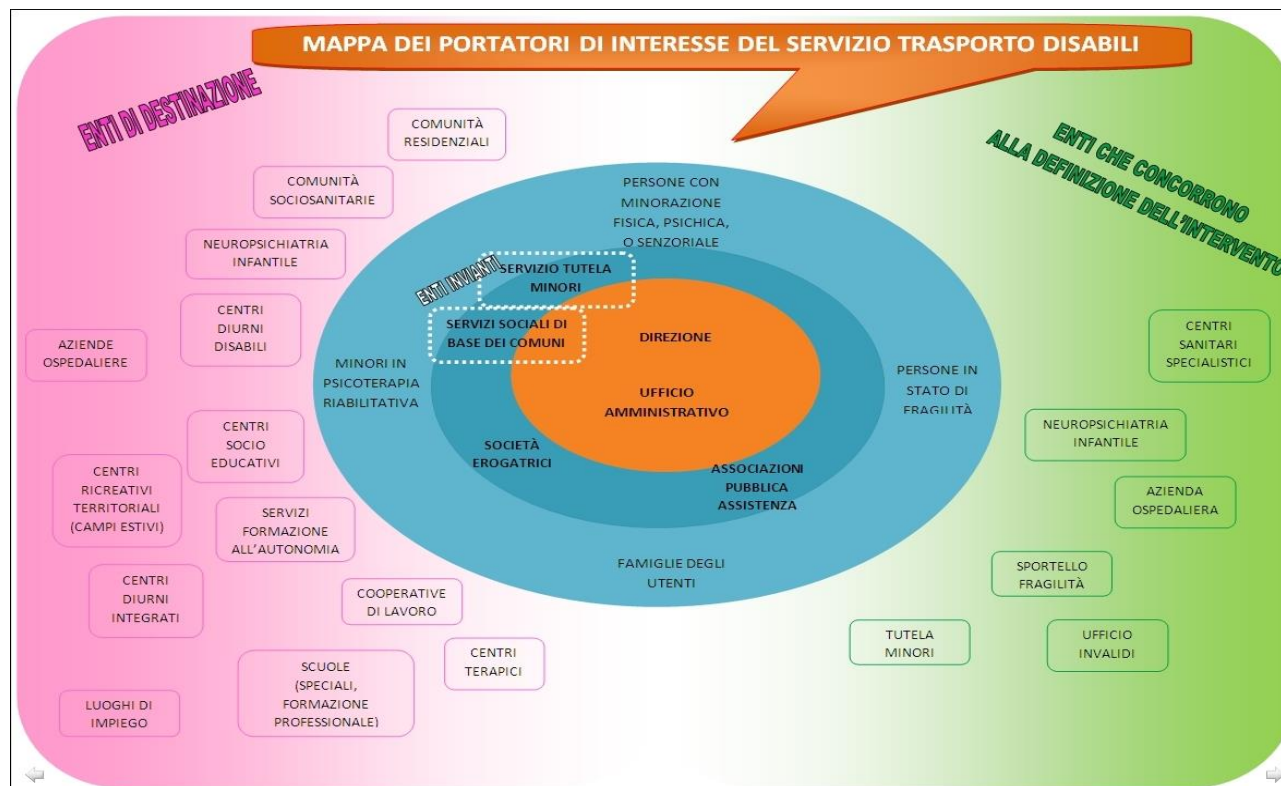 MAPPA DEI PORTATORI DI INTERESSE DEL SERVIZIO TRASPORTO DISABILI
ENTI DI DESTINAZIONE
COMUNITÀ
RESIDENZIALI
COMUNITÀ
SOCIOSANITARIE
NEUROPSICHIATRIA
INFANTILE
CENTRI
DIURNI
DISABILI
AZIENDE
OSPEDALIERE
CENTRI
SOCIO
EDUCATIVI
CENTRI
RICREATIVI
TERRITORIALI
(CAMPI ESTIVI)
SERVIZI
FORMAZIONE
ALL'AUTONOMIA
CENTRI
DIURNI
INTEGRATI
COOPERATIVE
DI LAVORO
CENTRI
TERAPICI
SCUOLE
(SPECIALI,
FORMAZIONE
PROFESSIONALE)
LUOGHI DI
IMPIEGO
PERSONE CON
MINORAZIONE
FISICA, PSICHICA,
O SENZORIALE
ENTI INVIANTI
SERVIZIO TUTELA
MINORI
SERVIZI SOCIALI DI
BASE DEI COMUNI
DIREZIONE
UFFICIO
AMMINISTRATIVO
MINORI IN
PSICOTERAPIA
RIABILITATIVA
PERSONE IN
STATO DI
FRAGILITÀ
SOCIETÀ
EROGATRICI
ASSOCIAZIONI
PUBBLICA
ASSISTENZA
FAMIGLIE DEGLI
UTENTI
ENTI CHE CONCORRONO
ALLA DEFINIZIONE DELL'INTERVENTO
CENTRI
SANITARI
SPECIALISTICI
NEUROPSICHIATRIA
INFANTILE
AZIENDA
OSPEDALIERA
SPORTELLO
FRAGILITÀ
TUTELA
MINORI
UFFICIO
INVALIDI